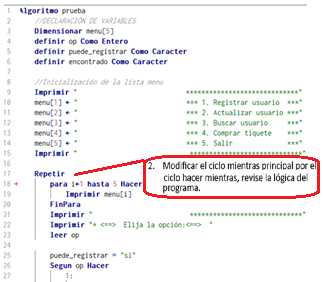 1 Algoritmo prueba
2 //DECLARACIÓN DE VARIABLES
3 Dimensionar menu[5]
4 definir op Como Entero
5 definir puede_registrar Como Caracter
6 definir encontrado Como Caracter
7
8 //Inicialización de la lista menu
9 Imprimir " ****************************"
10 menu[1] ← " *** 1. Registrar usuario ***"
11 menu[2] ← " *** 2. Actualizar usuario ***"
12 menu[3] ← " *** 3. Buscar usuario ***"
13 menu[4] ← " *** 4. Comprar tiquete ***"
14 menu[5] ← " *** 5. Salir ***"
15 Imprimir " ****************************"
16
17 Repetir
18 para i←1 hasta 5 Hacer
19 Imprimir menu[i]
20 FinPara
21 Imprimir " ****************************"
22 Imprimir "* <==> Elija la opción:<==> "
23 leer op
24
25 puede_registrar = "si"
26 Segun op Hacer
27 1:
2. Modificar el ciclo mientras principal por el
ciclo hacer mientras, revise la lógica del
programa.